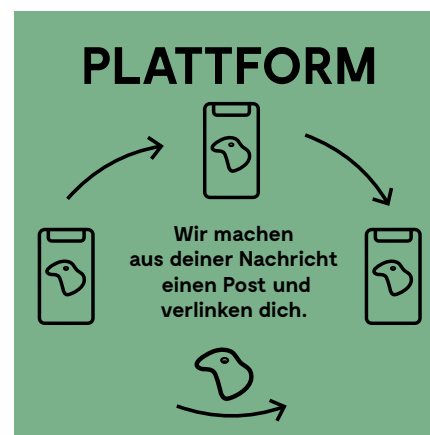 PLATTFORM
Wir machen
aus deiner Nachricht
einen Post und
verlinken dich.